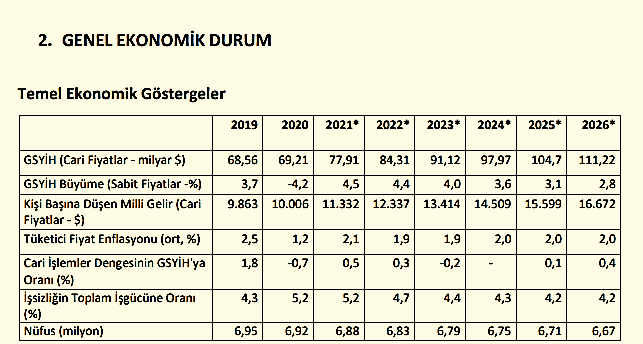 2. GENEL EKONOMİK DURUM
Temel Ekonomik Göstergeler
2019 2020 2021* 2022* 2023* 2024* 2025* 2026*
GSYİH (Cari Fiyatlar - milyar $) 68,56 69,21 77,91 84,31 91,12 97,97 104,7 111,22
GSYİH Büyüme (Sabit Fiyatlar -%) 3,7 -4,2 4,5 4,4 4,0 3,6 3,1 2,8
Kişi Başına Düşen Milli Gelir (Cari 9.863 10.006 11.332 12.337 13.414 14.509 15.599 16.672
Fiyatlar - $)
Tüketici Fiyat Enflasyonu (ort, %) 2,5 1,2 2,1 1,9 1,9 2,0 2,0 2,0
Cari İşlemler Dengesinin GSYİH'ya 1,8 -0,7 0,5 0,3 -0,2 - 0,1 0,4
Oranı (%)
İşsizliğin Toplam İşgücüne Oranı 4,3 5,2 5,2 4,7 4,4 4,3 4,2 4,2
(%)
Nüfus (milyon) 6,95 6,92 6,88 6,83 6,79 6,75 6,71 6,67